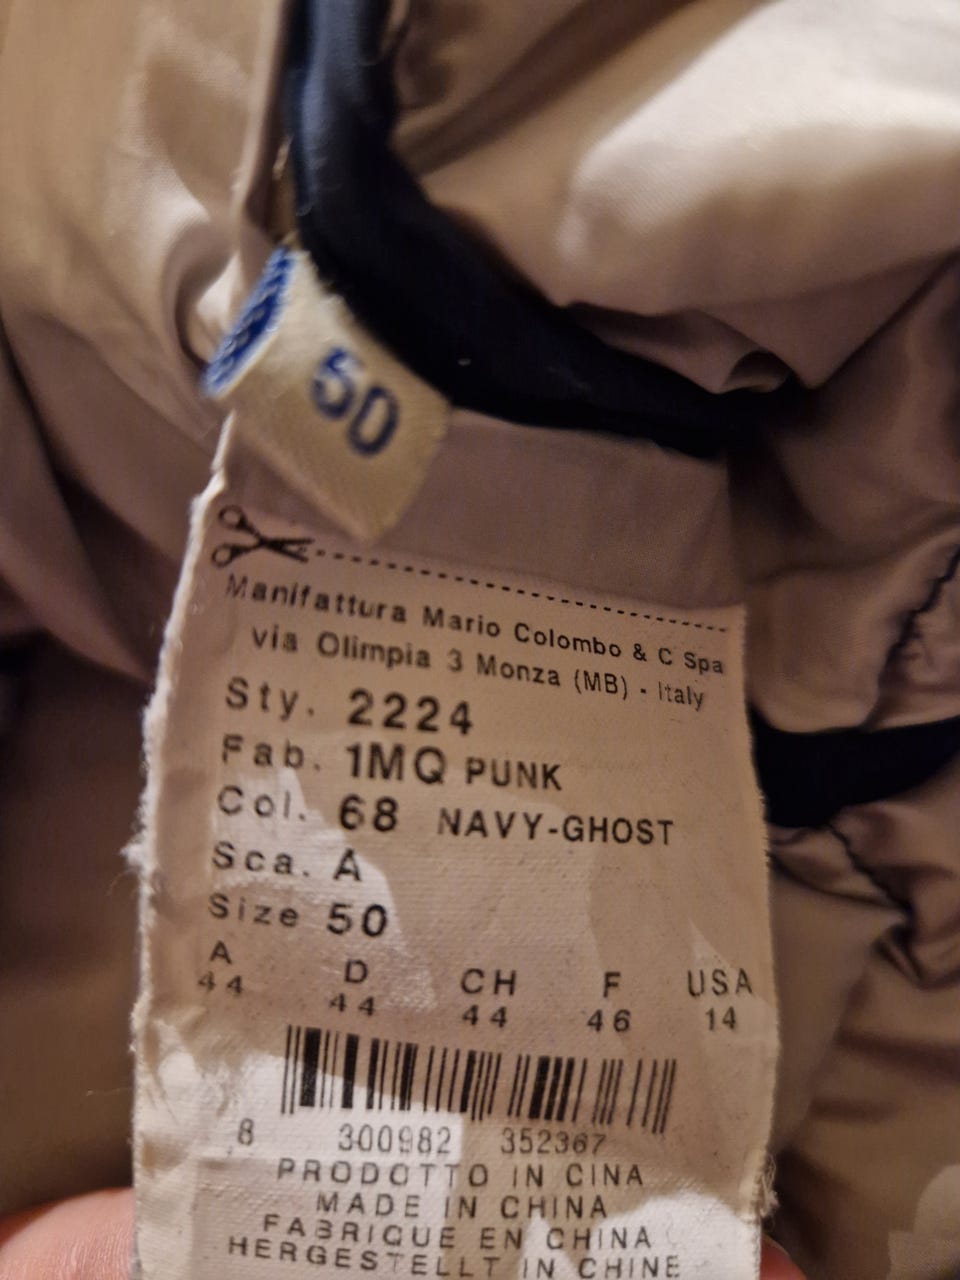 50
Manifattura Mario Colombo & C Spa
via Olimpia 3 Monza (MB) - Italy
Sty. 2224
Fab. 1MQ PUNK
Col. 68 NAVY-GHOST
Sca. A
Size 50
A D CH F USA
44 44 44 46 14
8 300982 352367
PRODOTTO IN CINA
MADE IN CHINA
FABRIQUE EN CHINA
HERGESTELLT IN CHINE